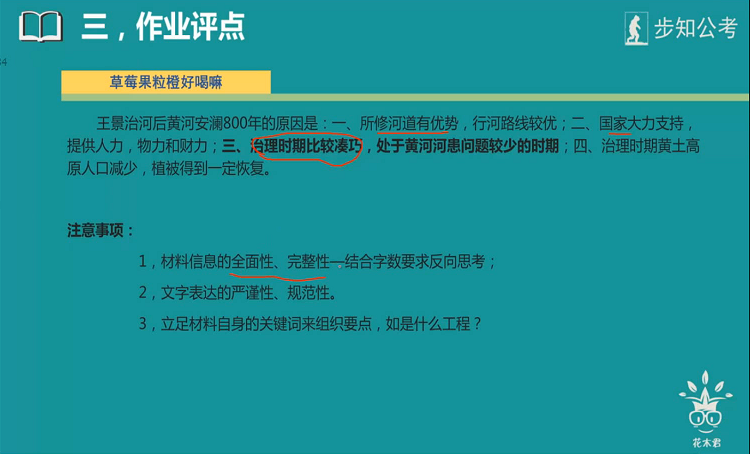 三，作业评点
步知公考
34
草莓果粒橙好喝嘛
王景治河后黄河安澜800年的原因是：一、所修河道有优势，行河路线较优；二、国家大力支持，
提供人力，物力和财力；三、治理时期比较凑巧，处于黄河河患问题较少的时期；四、治理时期黄土高
原人口减少，植被得到一定恢复。
注意事项：
1，材料信息的全面性、完整性—结合字数要求反向思考；
2，文字表达的严谨性、规范性。
3，立足材料自身的关键词来组织要点，如是什么工程？
花木君